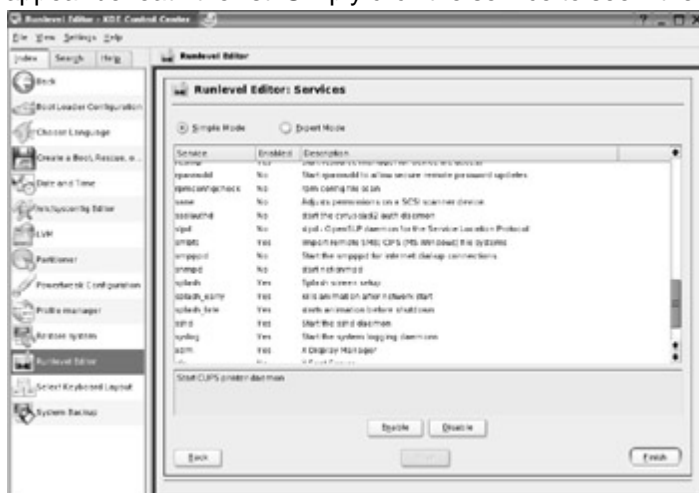 Runlevel Editor - KDE Control Center
File View Settings Help
Index Search Help
Runlevel Editor
Back
Boot Loader Configuration
Choose Language
Create a Boot, Rescue, o...
Date and Time
/etc/sysconfig Editor
LVM
Partitioner
Powertweak Configuration
Profile manager
Restore system
Runlevel Editor
Select Keyboard Layout
System Backup
Runlevel Editor: Services
Simple Mode Expert Mode
Service Enabled Description
rpasswdd No Start rpasswdd to allow secure remote password updates
rpmconfigcheck No rpm config file scan
sane No Adjusts permissions on a SCSI scanner device
saslauthd No start the cyrus-sasl2 auth daemon
slpd No slpd - OpenSLP daemon for the Service Location Protocol
smbfs Yes Import remote SMB/ CIFS (MS Windows) file systems
smpppd No Start the smpppd for internet dial-up connections
snmpd No
splash Yes Splash screen setup
splash_early Yes kills animation after network start
splash_late Yes starts animation before shutdown
sshd Yes Start the sshd daemon
syslog Yes Start the system logging daemons
xdm Yes X Display Manager
Start CUPS printer daemon
Enable Disable
Back Finish